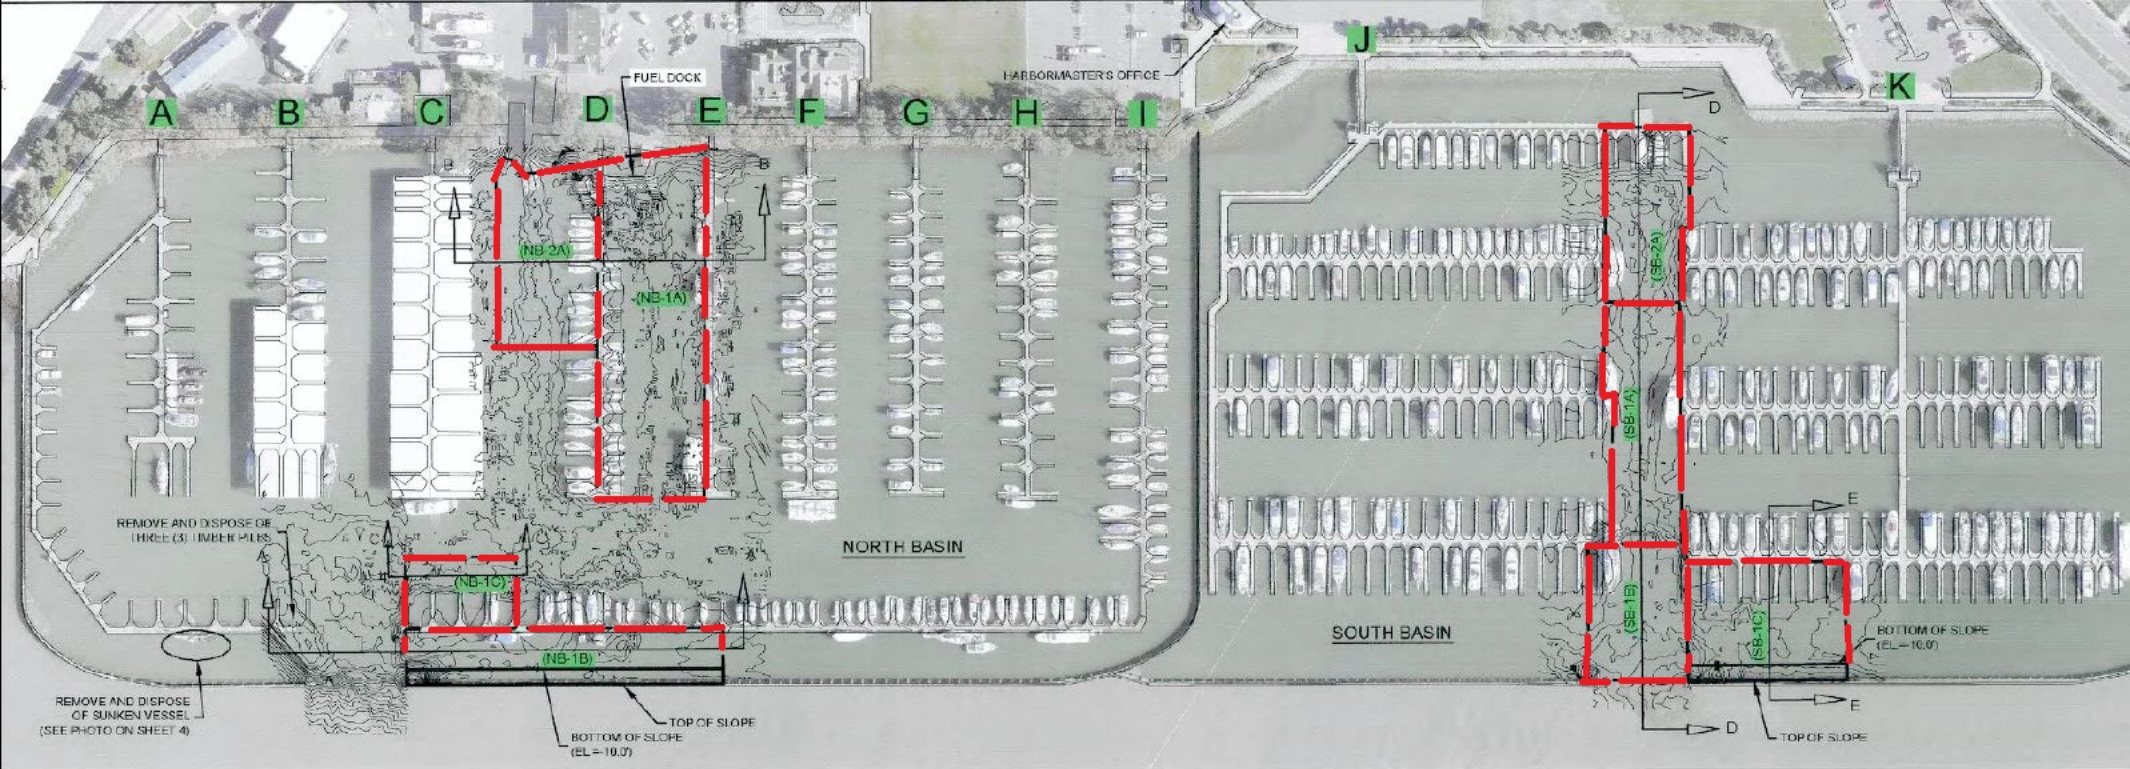 J
K
FUEL DOCK
HARBORMASTER'S OFFICE
A
B
C
D
E
F
G
H
I
D
B
B
(NB-2A)
(SB-2A)
(NB-1A)
(SB-1A)
E
REMOVE AND DISPOSE OF
THREE (3) TIMBER PILES
C
NORTH BASIN
(NB-1C)
A
(SB-1B)
(SB-1C)
SOUTH BASIN
BOTTOM OF SLOPE
(EL =-10.0')
(NB-1B)
REMOVE AND DISPOSE
OF SUNKEN VESSEL
(SEE PHOTO ON SHEET 4)
TOP OF SLOPE
BOTTOM OF SLOPE
(EL =-10.0')
E
D
TOP OF SLOPE